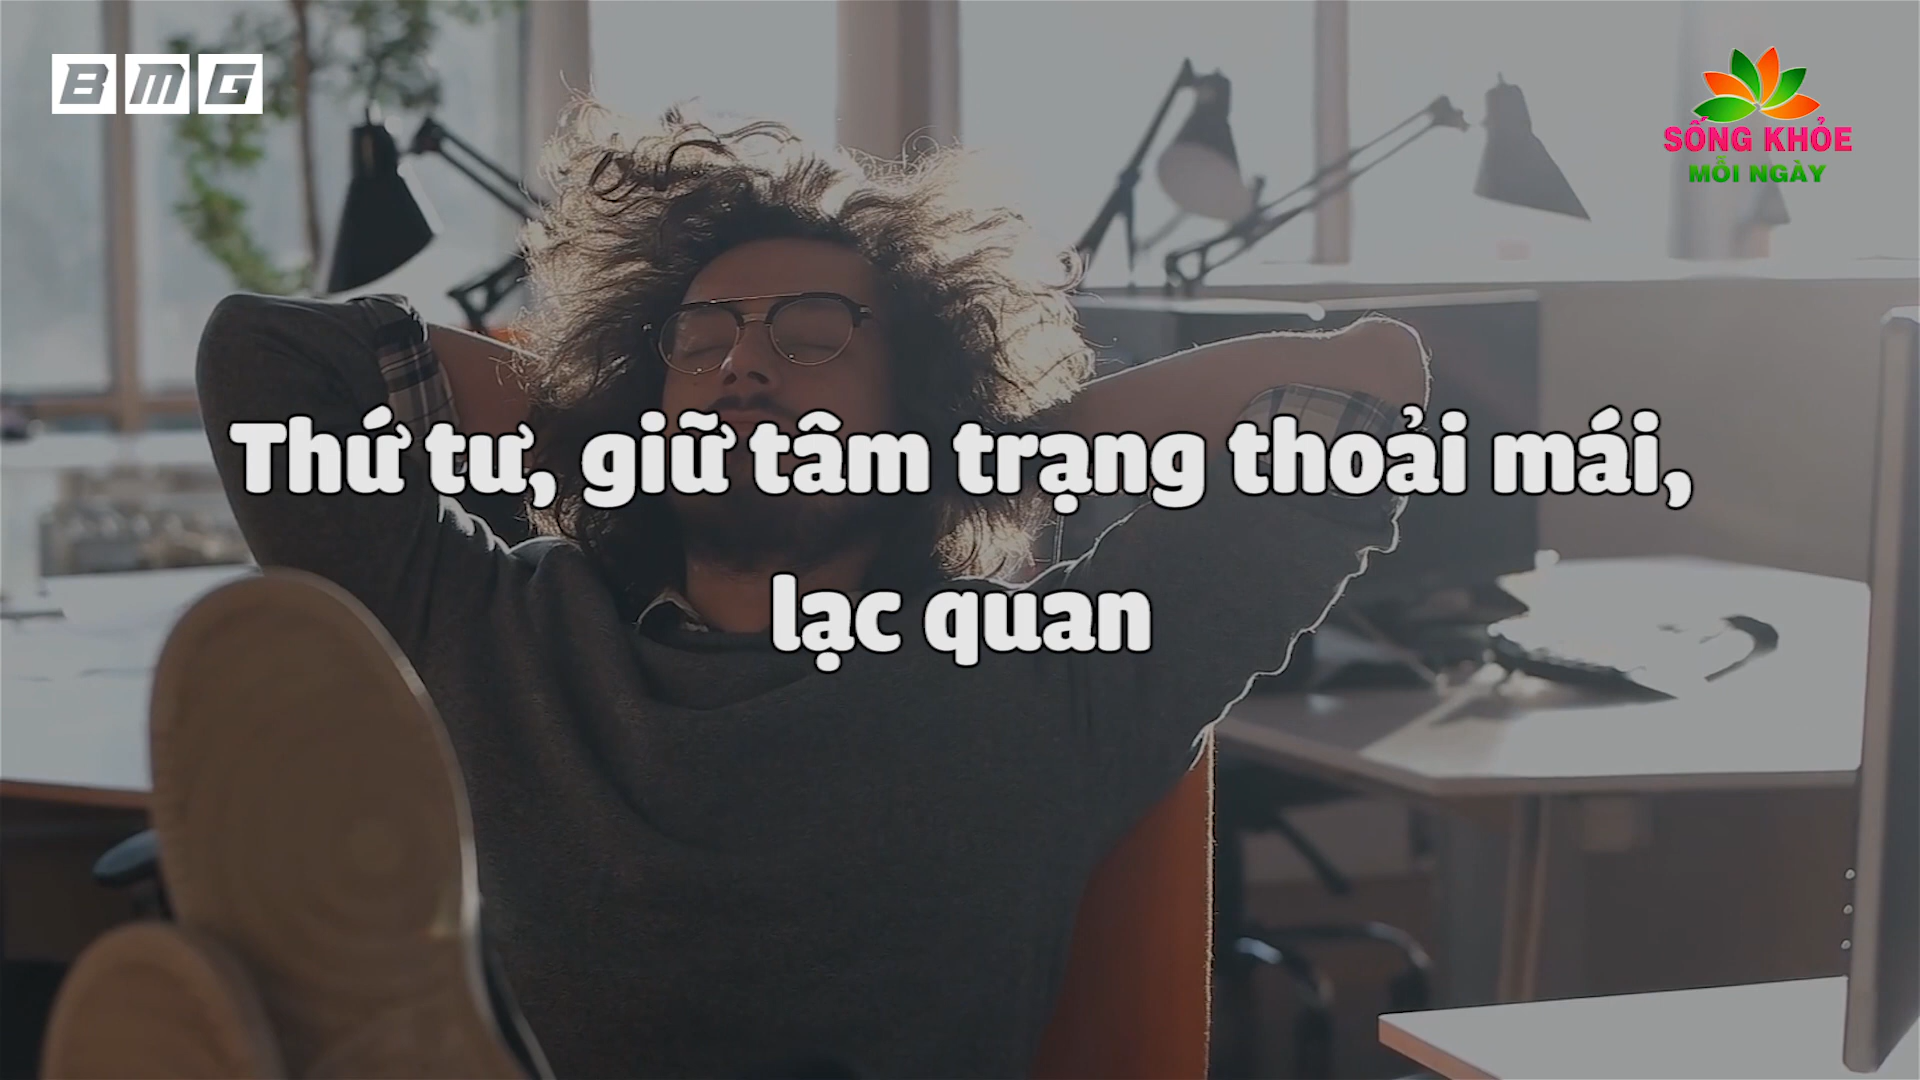 BMG
SỐNG KHỎE
MỖI NGÀY
Thứ tư, giữ tâm trạng thoải mái,
lạc quan